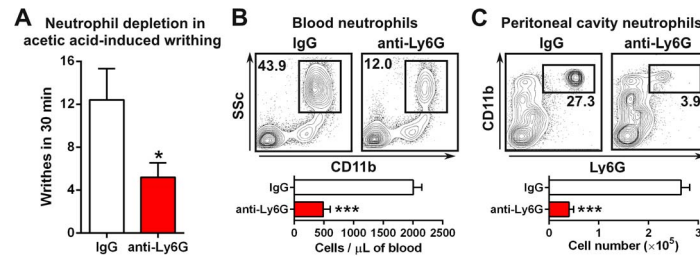 A
Neutrophil depletion in
acetic acid-induced writhing
Writhes in 30 min
16
12
8
4
0
*
IgG anti-Ly6G
B
Blood neutrophils
IgG anti-Ly6G
43.9 12.0
SSc
CD11b
IgG
anti-Ly6G ***
0 500 1000 1500 2000 2500
Cells / μL of blood
C
Peritoneal cavity neutrophils
IgG anti-Ly6G
CD11b
27.3 3.9
Ly6G
IgG
anti-Ly6G ***
0 1 2 3
Cell number (×10⁵)